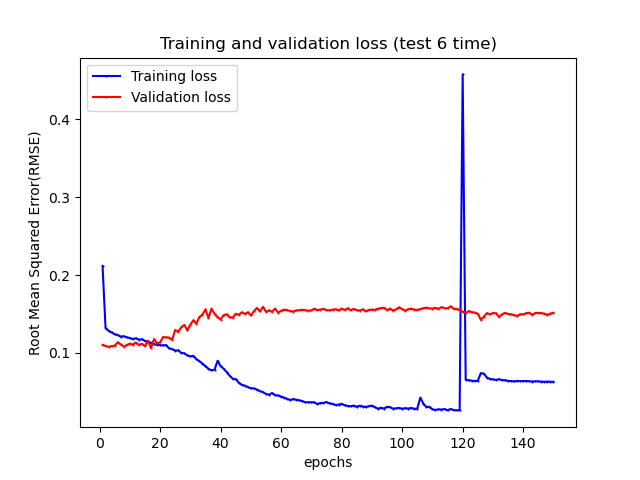 Training and validation loss (test 6 time)
Training loss
Validation loss
Root Mean Squared Error(RMSE)
0.4
0.3
0.2
0.1
0 20 40 60 80 100 120 140
epochs